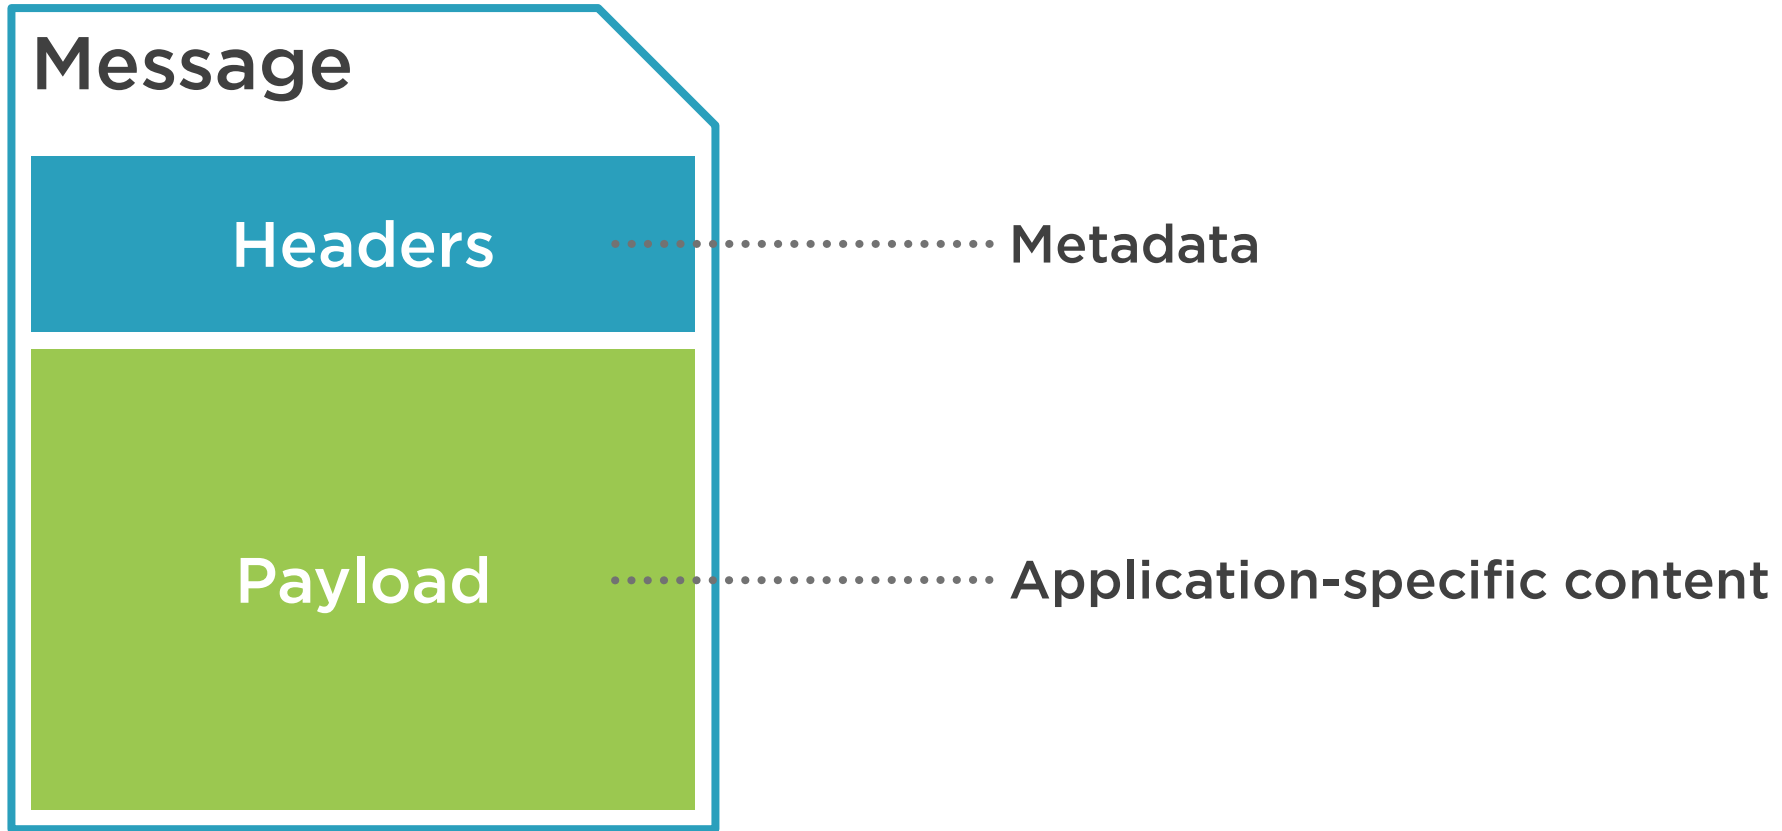 Message
Headers
Metadata
Payload
Application-specific content